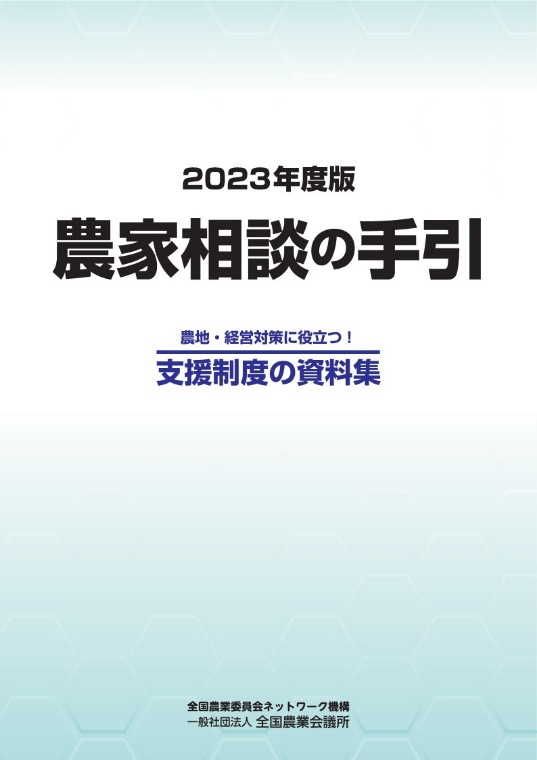 2023年度版
農家相談の手引
農地・経営対策に役立つ！
支援制度の資料集
全国農業委員会ネットワーク機構
一般社団法人 全国農業会議所